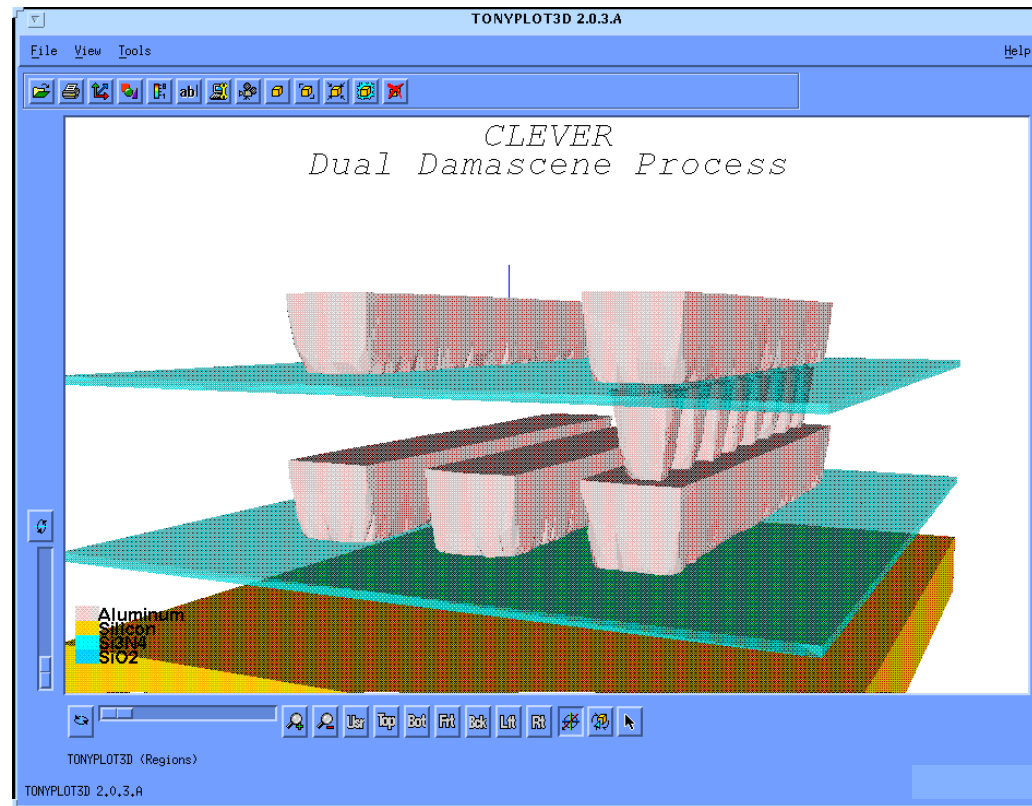 TONYPLOT3D 2.0.3.A
File View Tools Help
abl
CLEVER
Dual Damascene Process
Aluminum
Silicon
Si3N4
SiO2
Usr Top Bot Frt Bck Lft Rt
TONYPLOT3D (Regions)
TONYPLOT3D 2.0.3.A